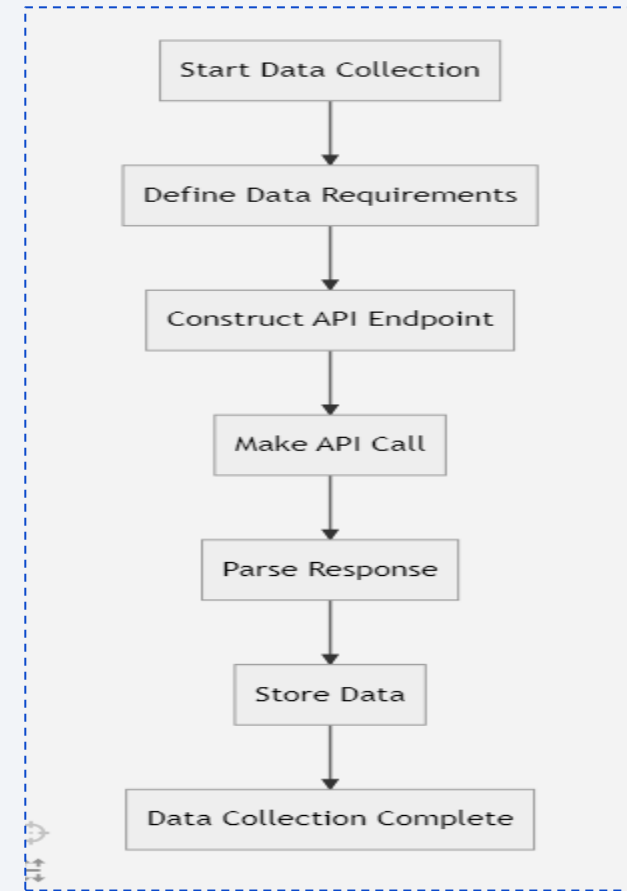 Start Data Collection
Define Data Requirements
Construct API Endpoint
Make API Call
Parse Response
Store Data
Data Collection Complete